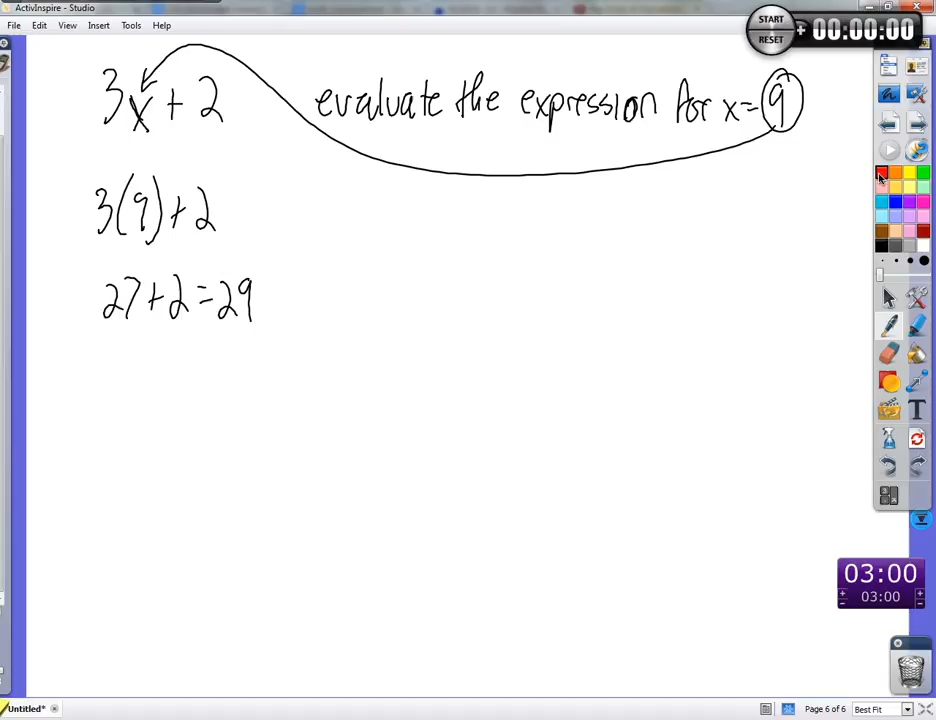 ActivInspire - Studio
File Edit View Insert Tools Help
START
RESET
00:00:00
3x + 2 evaluate the expression for x=9
3(9)+2
27+2=29
03:00
03:00
Untitled*
Page 6 of 6
Best Fit